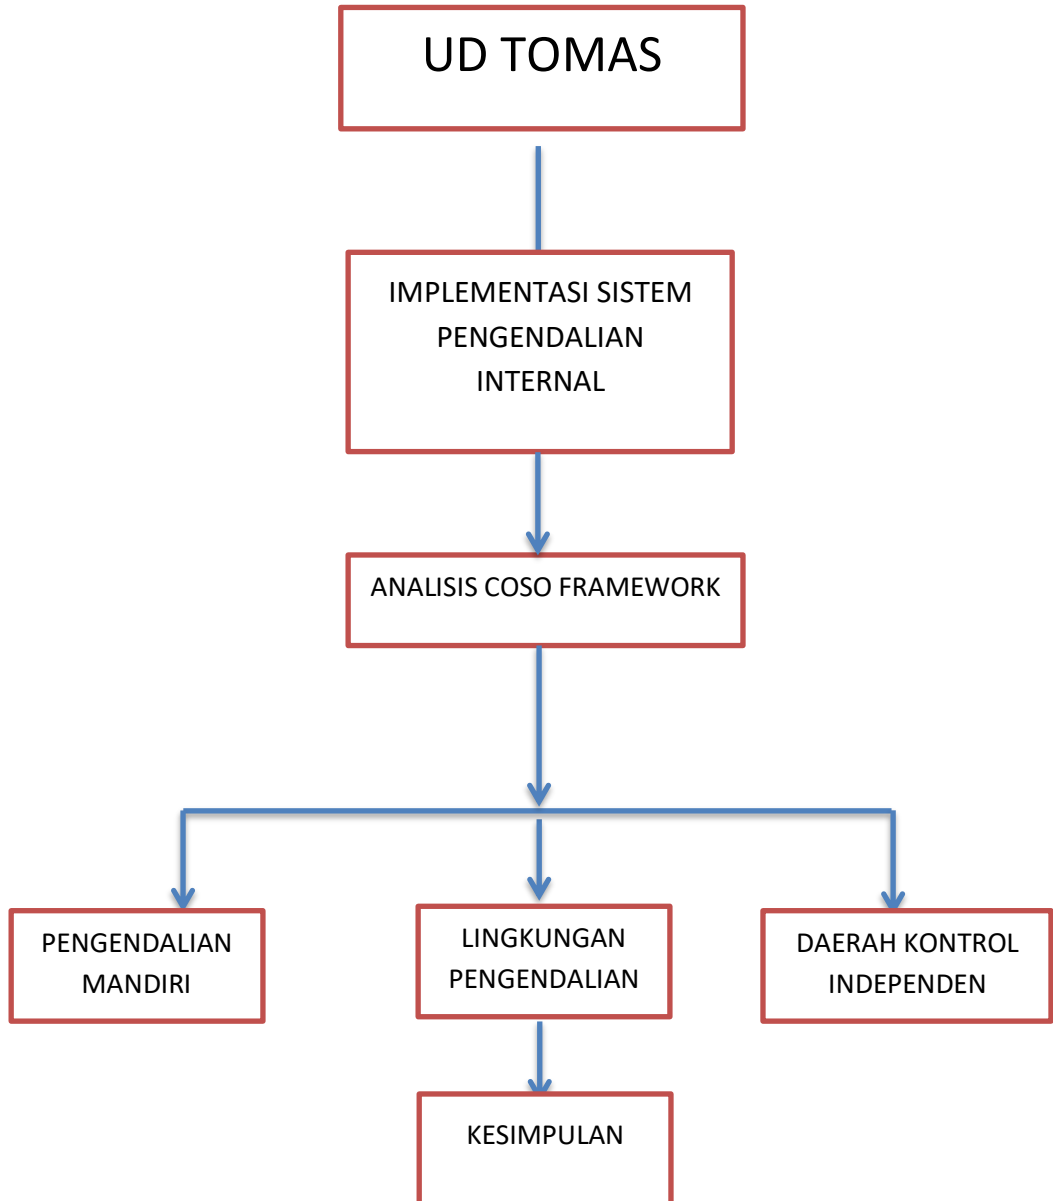 UD TOMAS
IMPLEMENTASI SISTEM
PENGENDALIAN
INTERNAL
ANALISIS COSO FRAMEWORK
PENGENDALIAN
MANDIRI
LINGKUNGAN
PENGENDALIAN
DAERAH KONTROL
INDEPENDEN
KESIMPULAN